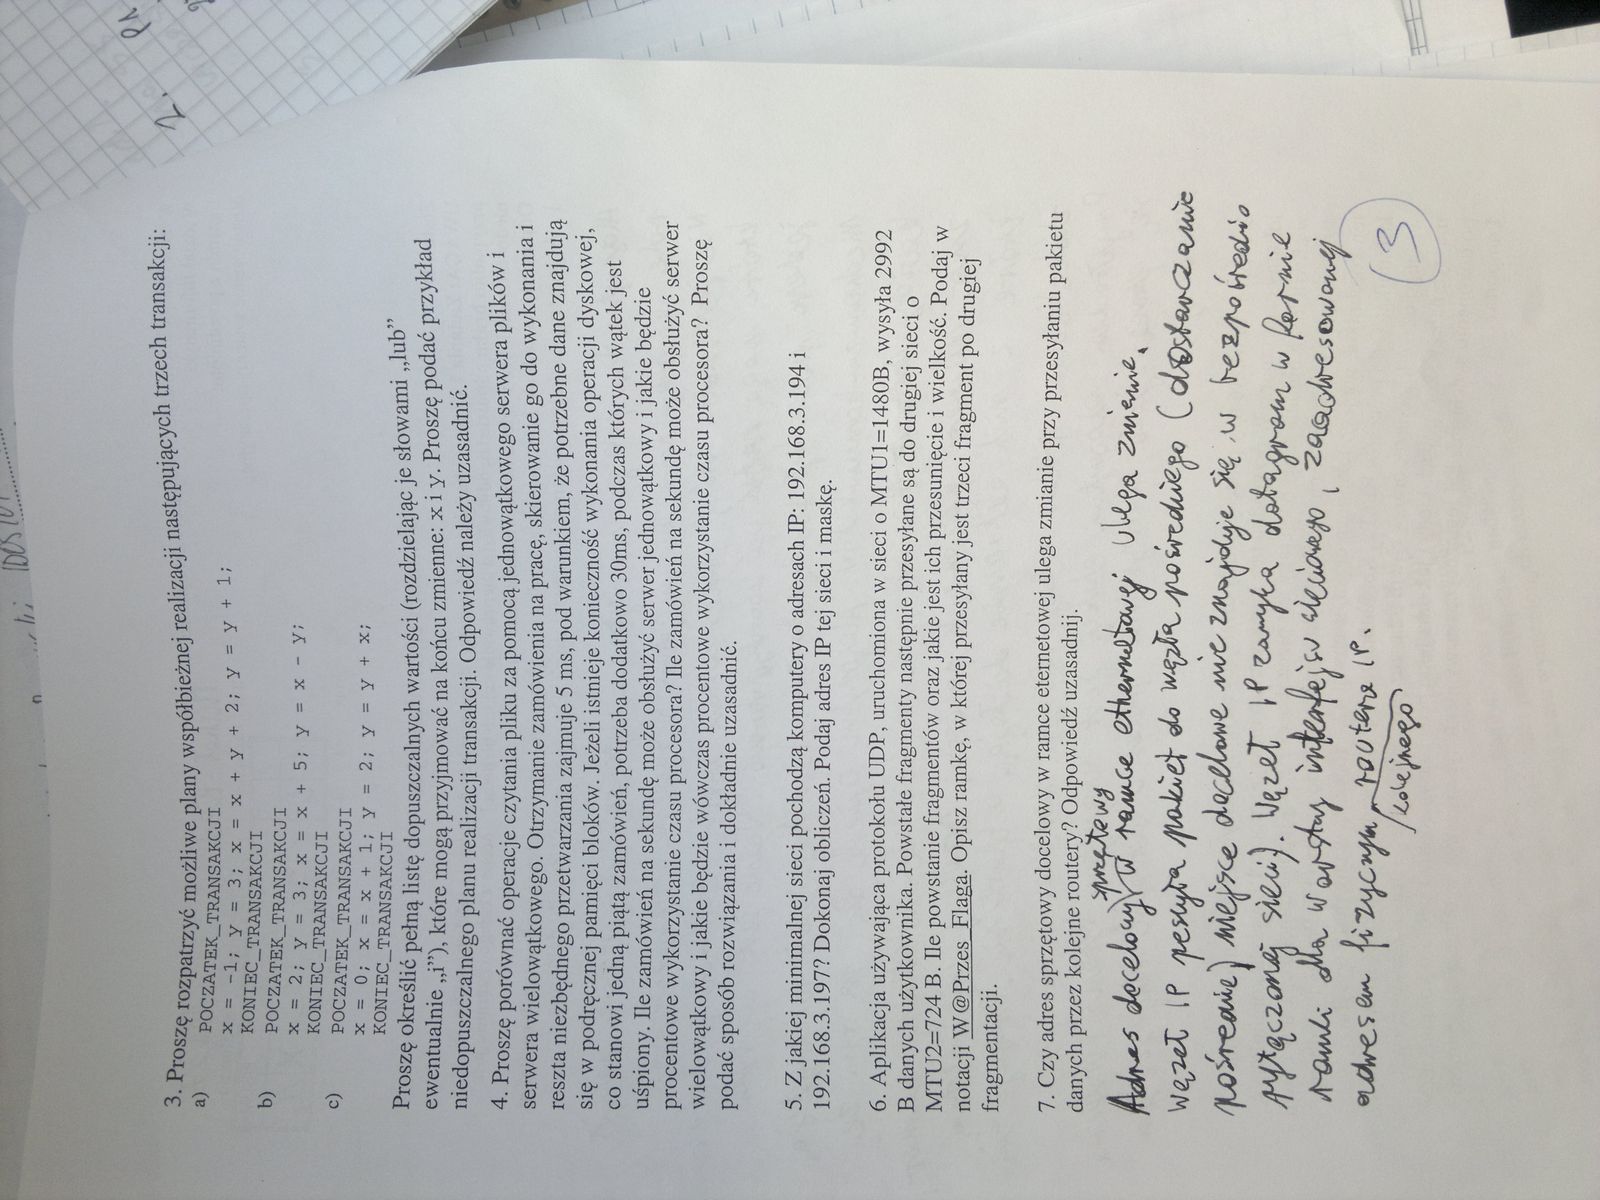 2. P1
3. Proszę rozpatrzyć możliwe plany współbieżnej realizacji następujących trzech transakcji:
a) POCZATEK_TRANSAKCJI
x = -1; y = 3; x = x + y + 2; y = y + 1;
KONIEC_TRANSAKCJI
b) POCZATEK_TRANSAKCJI
x = 2; y = 3; x = x + 5; y = x - y;
KONIEC_TRANSAKCJI
c) POCZATEK_TRANSAKCJI
x = 0; x = x + 1; y = 2; y = y + x;
KONIEC_TRANSAKCJI
Proszę określić pełną listę dopuszczalnych wartości (rozdzielając je słowami „lub”
ewentualnie „i”), które mogą przyjmować na końcu zmienne: x i y. Proszę podać przykład
niedopuszczalnego planu realizacji transakcji. Odpowiedź należy uzasadnić.
4. Proszę porównać operacje czytania pliku za pomocą jednowątkowego serwera plików i
serwera wielowątkowego. Otrzymanie zamówienia na pracę, skierowanie go do wykonania i
reszta niezbędnego przetwarzania zajmuje 5 ms, pod warunkiem, że potrzebne dane znajdują
się w podręcznej pamięci bloków. Jeżeli istnieje konieczność wykonania operacji dyskowej,
co stanowi jedną piątą zamówień, potrzeba dodatkowo 30ms, podczas których wątek jest
uśpiony. Ile zamówień na sekundę może obsłużyć serwer jednowątkowy i jakie będzie
procentowe wykorzystanie czasu procesora? Ile zamówień na sekundę może obsłużyć serwer
wielowątkowy i jakie będzie wówczas procentowe wykorzystanie czasu procesora? Proszę
podać sposób rozwiązania i dokładnie uzasadnić.
5. Z jakiej minimalnej sieci pochodzą komputery o adresach IP: 192.168.3.194 i
192.168.3.197? Dokonaj obliczeń. Podaj adres IP tej sieci i maskę.
6. Aplikacja używająca protokołu UDP, uruchomiona w sieci o MTU1=1480B, wysyła 2992
B danych użytkownika. Powstałe fragmenty następnie przesyłane są do drugiej sieci o
MTU2=724 B. Ile powstanie fragmentów oraz jakie jest ich przesunięcie i wielkość. Podaj w
notacji W@Przes_Flaga. Opisz ramkę, w której przesyłany jest trzeci fragment po drugiej
fragmentacji.
7. Czy adres sprzętowy docelowy w ramce eternetowej ulega zmianie przy przesyłaniu pakietu
danych przez kolejne routery? Odpowiedź uzasadnij.
sprzętowy
Adres docelowy w ramce ethernetowej ulega zmianie.
Węzeł IP pesyła pakiet do węzła pośredniego (dostarczanie
pośrednie) miejsce docelowe nie znajduje się w bezpośrednio
pyłączonej sieci). Węzeł IP zamyka datagram w formie
ramki dla warstwy interfejsu sieciowego, zaadresowanej
adresem fizycznym routera IP.
kolejnego
3